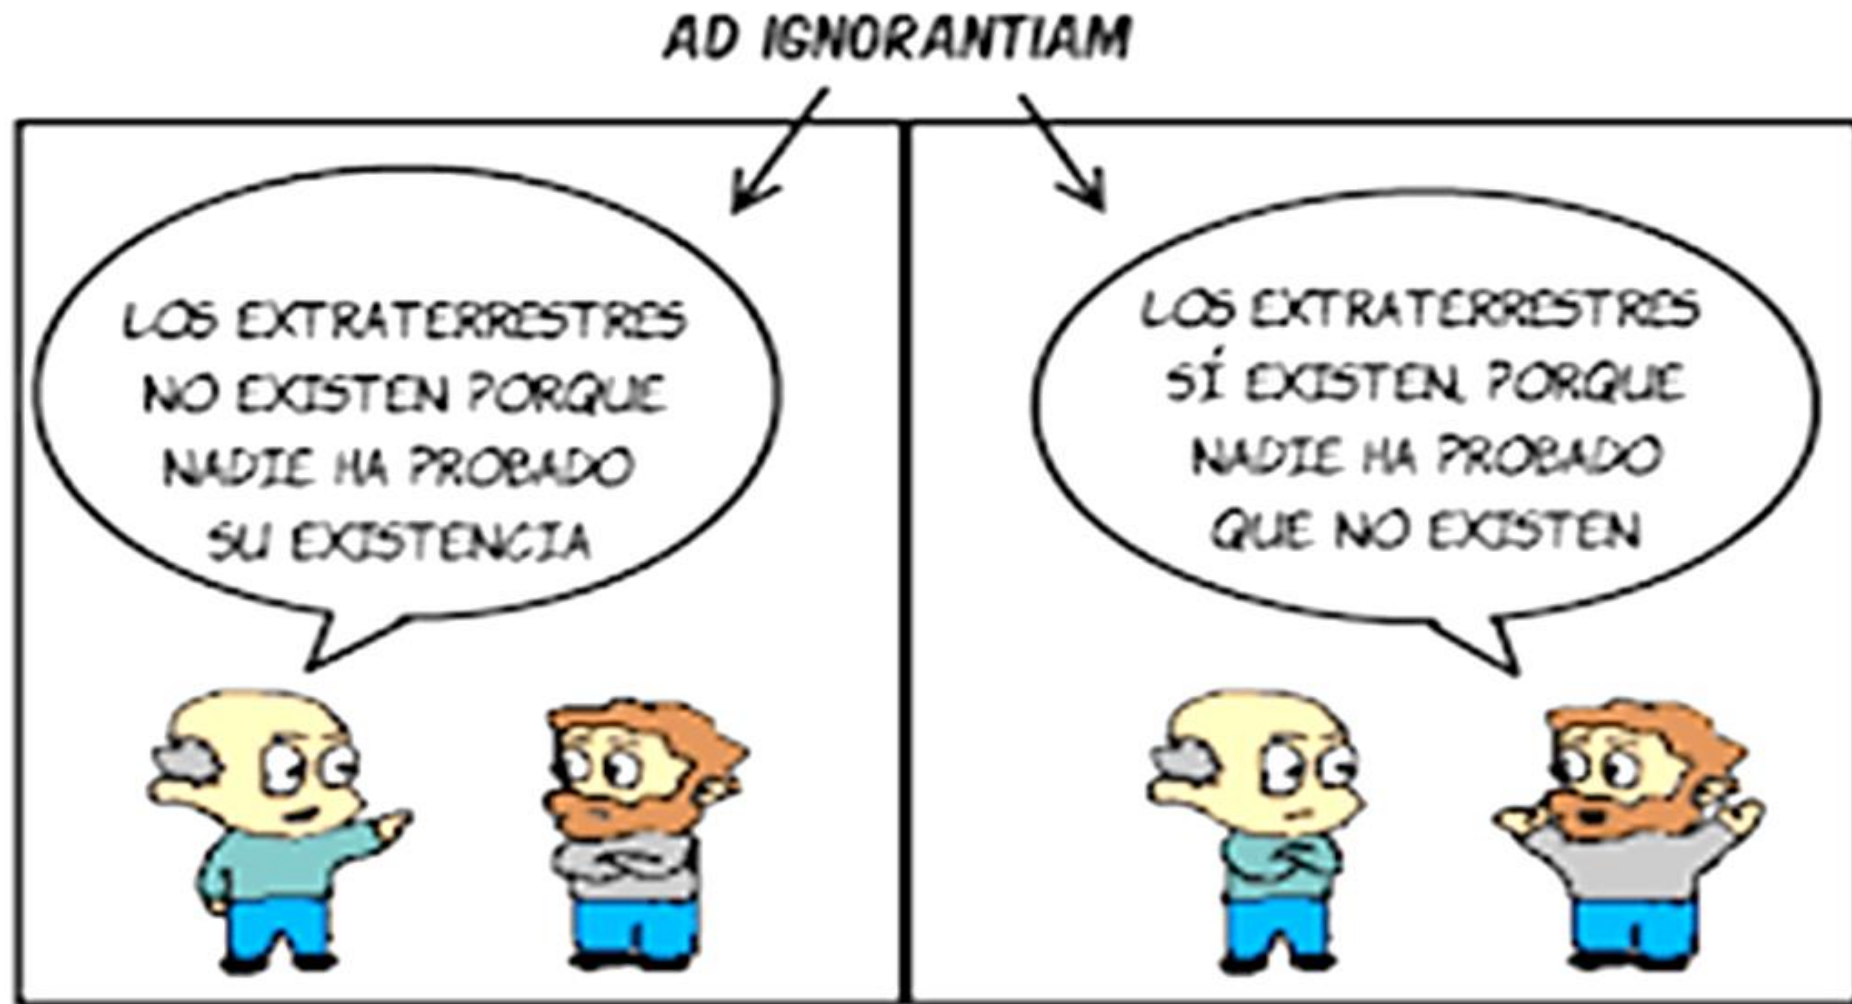 AD IGNORANTIAM
LOS EXTRATERRESTRES
NO EXISTEN PORQUE
NADIE HA PROBADO
SU EXISTENCIA
LOS EXTRATERRESTRES
SÍ EXISTEN, PORQUE
NADIE HA PROBADO
QUE NO EXISTEN